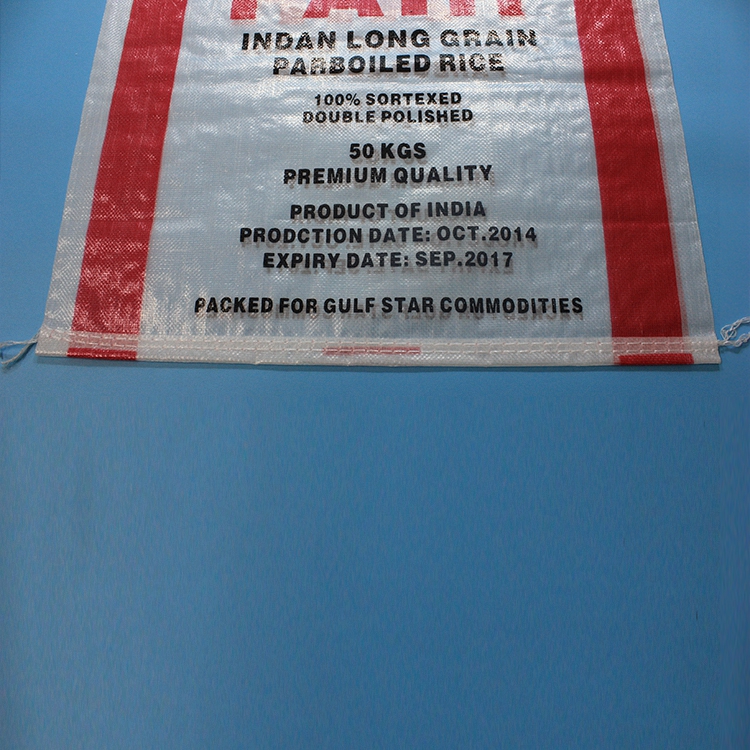 INDAN LONG GRAIN
PARBOILED RICE
100% SORTEXED
DOUBLE POLISHED
50 KGS
PREMIUM QUALITY
PRODUCT OF INDIA
PRODCTION DATE: OCT.2014
EXPIRY DATE: SEP.2017
PACKED FOR GULF STAR COMMODITIES